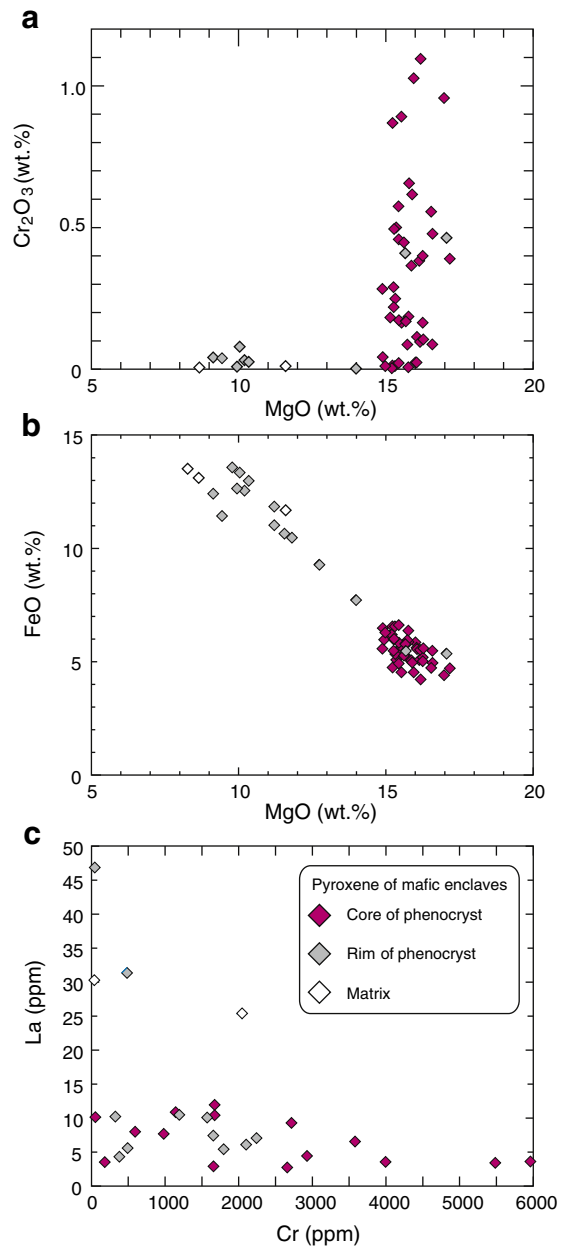 a
Cr2O3 (wt.%)
1.0
0.5
0
5 10 15 20
MgO (wt.%)
b
FeO (wt.%)
15
10
5
0
5 10 15 20
MgO (wt.%)
c
La (ppm)
50
45
40
35
30
25
20
15
10
5
0
Pyroxene of mafic enclaves
Core of phenocryst
Rim of phenocryst
Matrix
0 1000 2000 3000 4000 5000 6000
Cr (ppm)